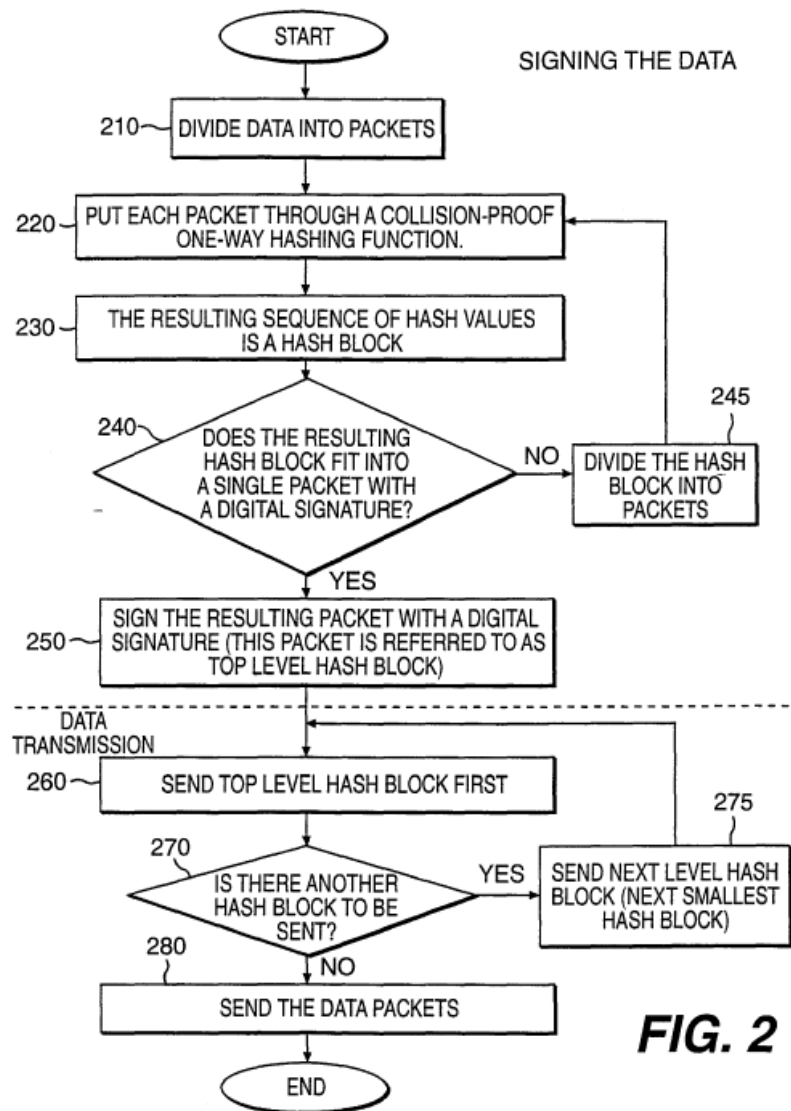 START
SIGNING THE DATA
210
DIVIDE DATA INTO PACKETS
220
PUT EACH PACKET THROUGH A COLLISION-PROOF
ONE-WAY HASHING FUNCTION.
230
THE RESULTING SEQUENCE OF HASH VALUES
IS A HASH BLOCK
240
DOES THE RESULTING
HASH BLOCK FIT INTO
A SINGLE PACKET WITH
A DIGITAL SIGNATURE?
NO
245
DIVIDE THE HASH
BLOCK INTO
PACKETS
YES
250
SIGN THE RESULTING PACKET WITH A DIGITAL
SIGNATURE (THIS PACKET IS REFERRED TO AS
TOP LEVEL HASH BLOCK)
DATA
TRANSMISSION
260
SEND TOP LEVEL HASH BLOCK FIRST
270
IS THERE ANOTHER
HASH BLOCK TO BE
SENT?
YES
275
SEND NEXT LEVEL HASH
BLOCK (NEXT SMALLEST
HASH BLOCK)
NO
280
SEND THE DATA PACKETS
END
FIG. 2